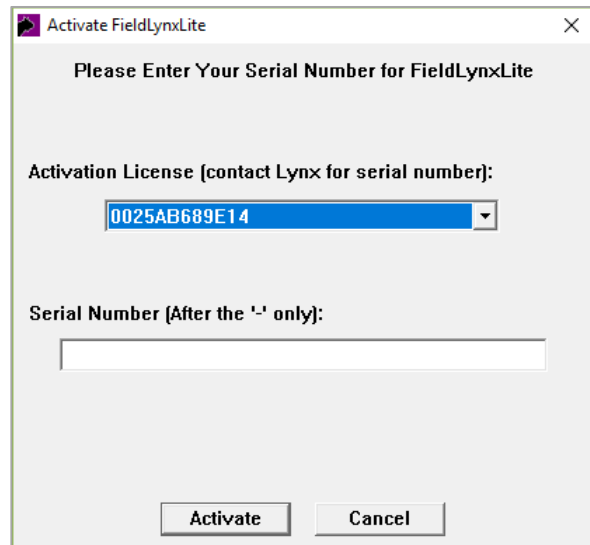 Activate FieldLynxLite
Please Enter Your Serial Number for FieldLynxLite
Activation License (contact Lynx for serial number):
0025AB689E14
Serial Number (After the '-' only):
Activate Cancel